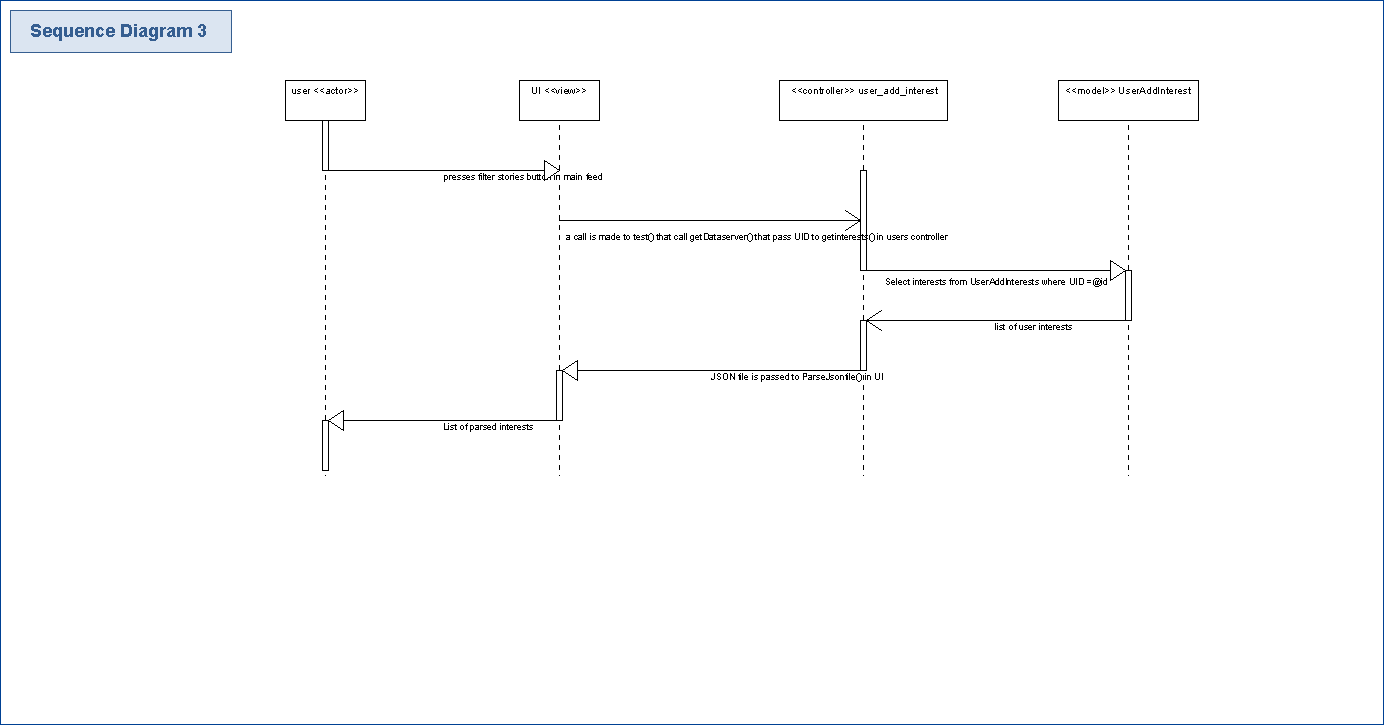 Sequence Diagram 3
user <<actor>>
UI <<view>>
<<controller>> user_add_interest
<<model>> UserAddInterest
presses filter stories button in main feed
a call is made to test() that call getDataserver() that pass UID to getinterests() in users controller
Select interests from UserAddInterests where UID =@id
list of user interests
JSON file is passed to ParseJsonfile() in UI
List of parsed interests